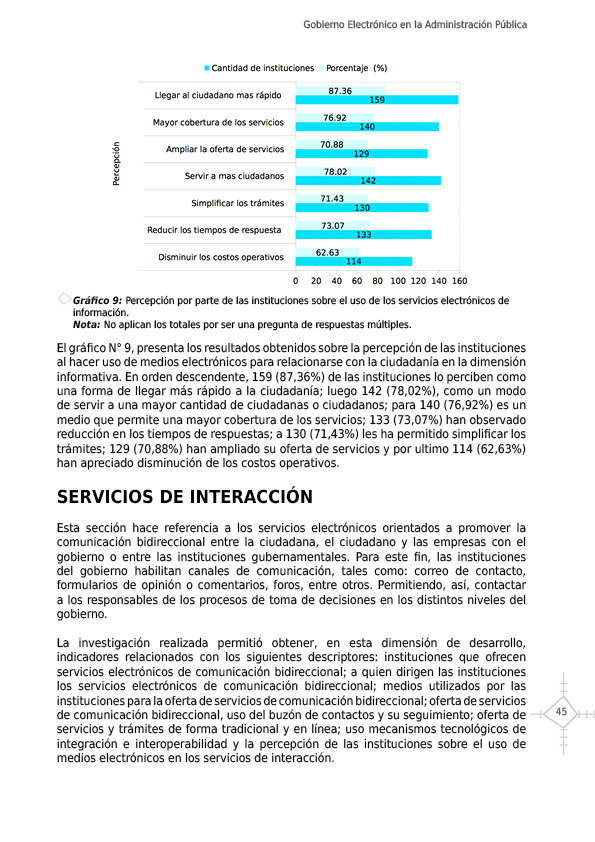 Gobierno Electrónico en la Administración Pública
Cantidad de instituciones Porcentaje (%)
Percepción
Llegar al ciudadano mas rápido 87.36 159
Mayor cobertura de los servicios 76.92 140
Ampliar la oferta de servicios 70.88 129
Servir a mas ciudadanos 78.02 142
Simplificar los trámites 71.43 130
Reducir los tiempos de respuesta 73.07 133
Disminuir los costos operativos 62.63 114
0 20 40 60 80 100 120 140 160
Gráfico 9: Percepción por parte de las instituciones sobre el uso de los servicios electrónicos de
información.
Nota: No aplican los totales por ser una pregunta de respuestas múltiples.
El gráfico N° 9, presenta los resultados obtenidos sobre la percepción de las instituciones
al hacer uso de medios electrónicos para relacionarse con la ciudadanía en la dimensión
informativa. En orden descendente, 159 (87,36%) de las instituciones lo perciben como
una forma de llegar más rápido a la ciudadanía; luego 142 (78,02%), como un modo
de servir a una mayor cantidad de ciudadanas o ciudadanos; para 140 (76,92%) es un
medio que permite una mayor cobertura de los servicios; 133 (73,07%) han observado
reducción en los tiempos de respuestas; a 130 (71,43%) les ha permitido simplificar los
trámites; 129 (70,88%) han ampliado su oferta de servicios y por ultimo 114 (62,63%)
han apreciado disminución de los costos operativos.
SERVICIOS DE INTERACCIÓN
Esta sección hace referencia a los servicios electrónicos orientados a promover la
comunicación bidireccional entre la ciudadana, el ciudadano y las empresas con el
gobierno o entre las instituciones gubernamentales. Para este fin, las instituciones
del gobierno habilitan canales de comunicación, tales como: correo de contacto,
formularios de opinión o comentarios, foros, entre otros. Permitiendo, así, contactar
a los responsables de los procesos de toma de decisiones en los distintos niveles del
gobierno.
La investigación realizada permitió obtener, en esta dimensión de desarrollo,
indicadores relacionados con los siguientes descriptores: instituciones que ofrecen
servicios electrónicos de comunicación bidireccional; a quien dirigen las instituciones
los servicios electrónicos de comunicación bidireccional; medios utilizados por las
instituciones para la oferta de servicios de comunicación bidireccional; oferta de servicios
de comunicación bidireccional, uso del buzón de contactos y su seguimiento; oferta de
servicios y trámites de forma tradicional y en línea; uso mecanismos tecnológicos de
integración e interoperabilidad y la percepción de las instituciones sobre el uso de
medios electrónicos en los servicios de interacción.
45